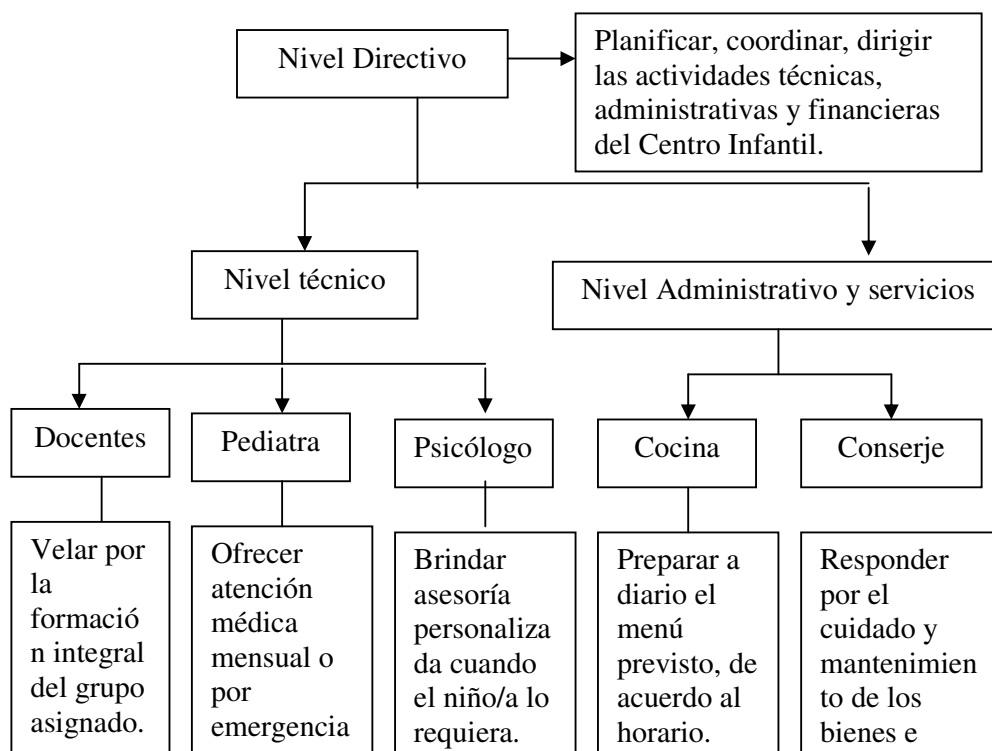 Nivel Directivo
Planificar, coordinar, dirigir
las actividades técnicas,
administrativas y financieras
del Centro Infantil.
Nivel técnico
Nivel Administrativo y servicios
Docentes
Pediatra
Psicólogo
Cocina
Conserje
Velar por
la
formació
n integral
del grupo
asignado.
Ofrecer
atención
médica
mensual o
por
emergencia
Brindar
asesoría
personaliza
da cuando
el niño/a lo
requiera.
Preparar a
diario el
menú
previsto, de
acuerdo al
horario.
Responder
por el
cuidado y
mantenimien
to de los
bienes e